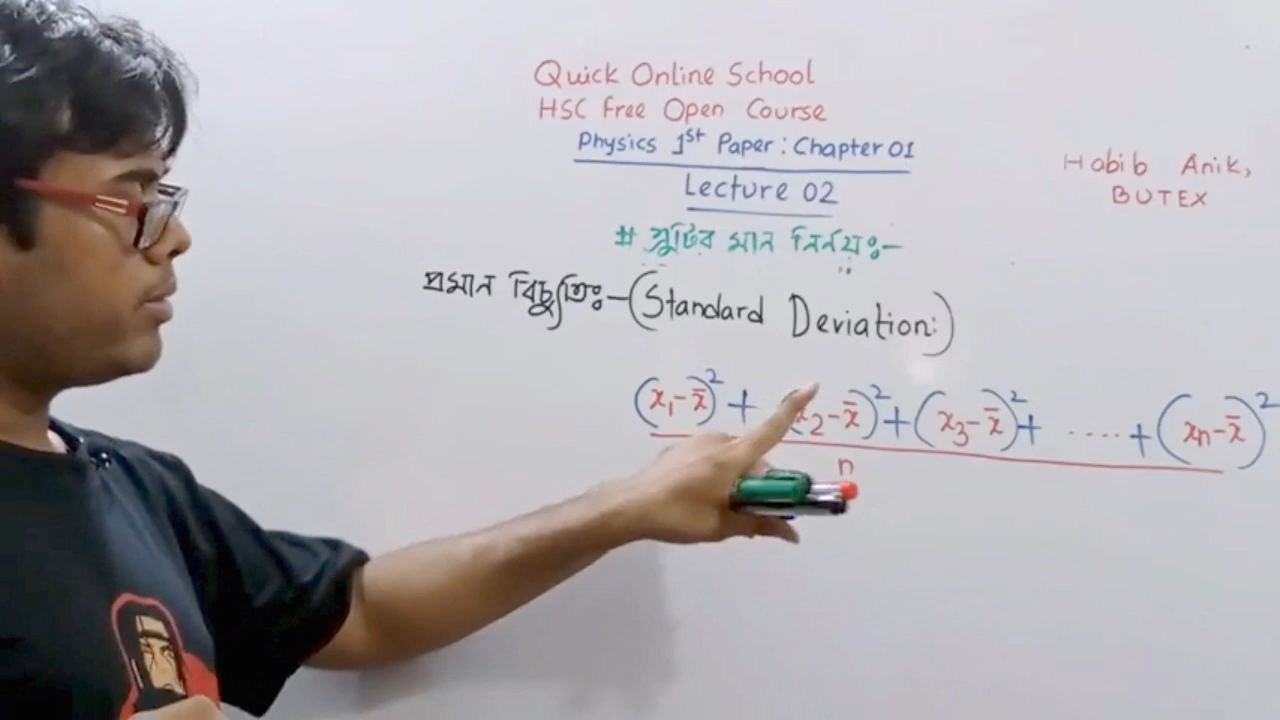 Quick Online School
HSC Free Open Course
Physics 1st Paper : Chapter 01
Lecture 02
Habib Anik,
BUTEX
# ত্রুটির মান নির্নয়ঃ-
প্রমান বিচ্যুতিঃ-(Standard Deviation:)
(x₁-x̄)²+ (x₂-x̄)²+(x₃-x̄)²+ .....+(xn-x̄)²
n